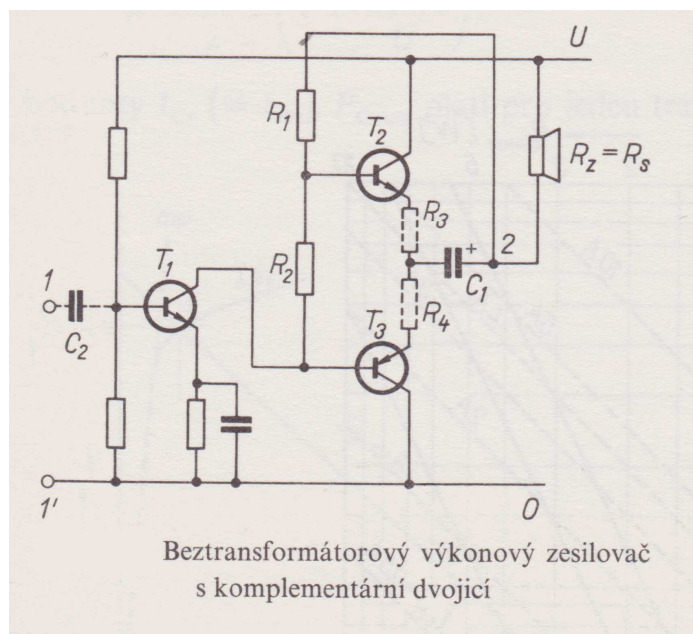 U
R1
T2
Rz = Rs
R3
1
T1
R2
+
2
C1
C2
T3
R4
1'
0
Beztransformátorový výkonový zesilovač
s komplementární dvojicí